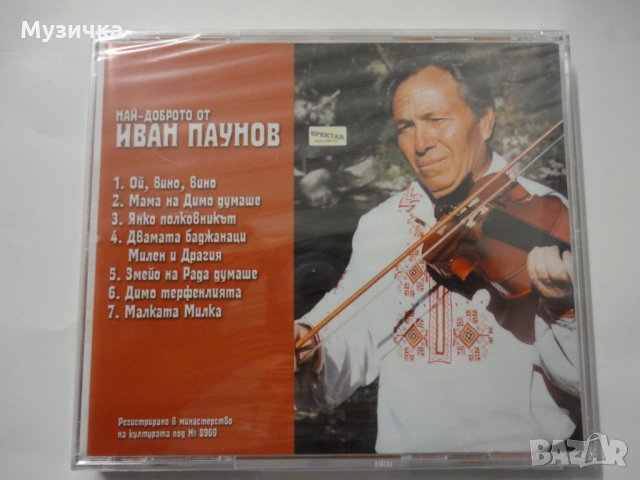 Музичка
НАЙ-ДОБРОТО ОТ
ИВАН ПАУНОВ
SPEKTAR
1. Ой, вино, вино
2. Мама на Димо думаше
3. Янко полковникът
4. Двамата баджанаци
Милен и Драгия
5. Змейо на Рада думаше
6. Димо терфенлията
7. Малката Милка
Регистрирано в министерство
на културата под № 8969
BAZAR